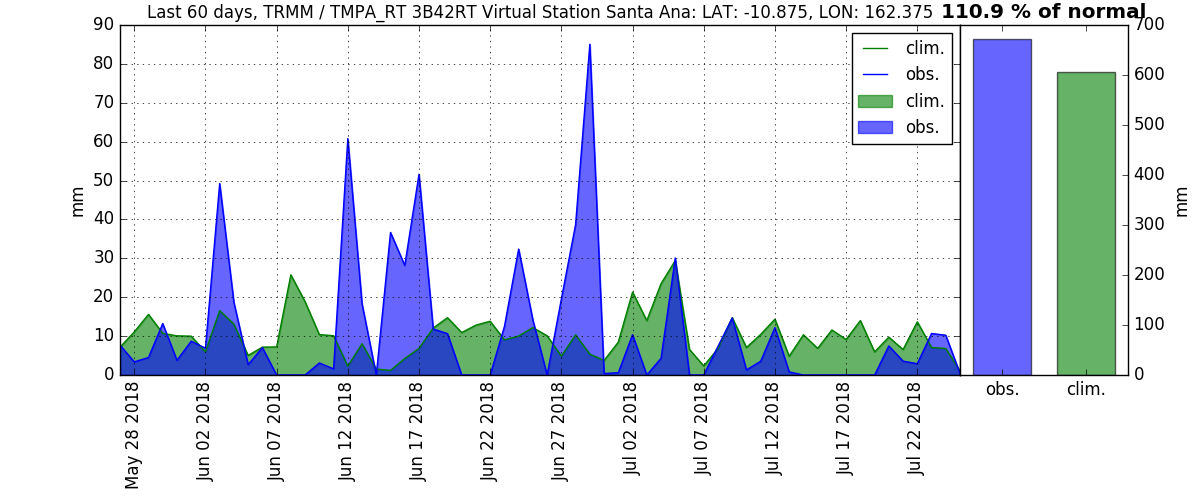 Last 60 days, TRMM / TMPA_RT 3B42RT Virtual Station Santa Ana: LAT: -10.875, LON: 162.375 110.9 % of normal
90
80
70
60
50
40
30
20
10
0
mm
clim.
obs.
clim.
obs.
700
600
500
400
300
200
100
0
mm
obs. clim.
May 28 2018
Jun 02 2018
Jun 07 2018
Jun 12 2018
Jun 17 2018
Jun 22 2018
Jun 27 2018
Jul 02 2018
Jul 07 2018
Jul 12 2018
Jul 17 2018
Jul 22 2018